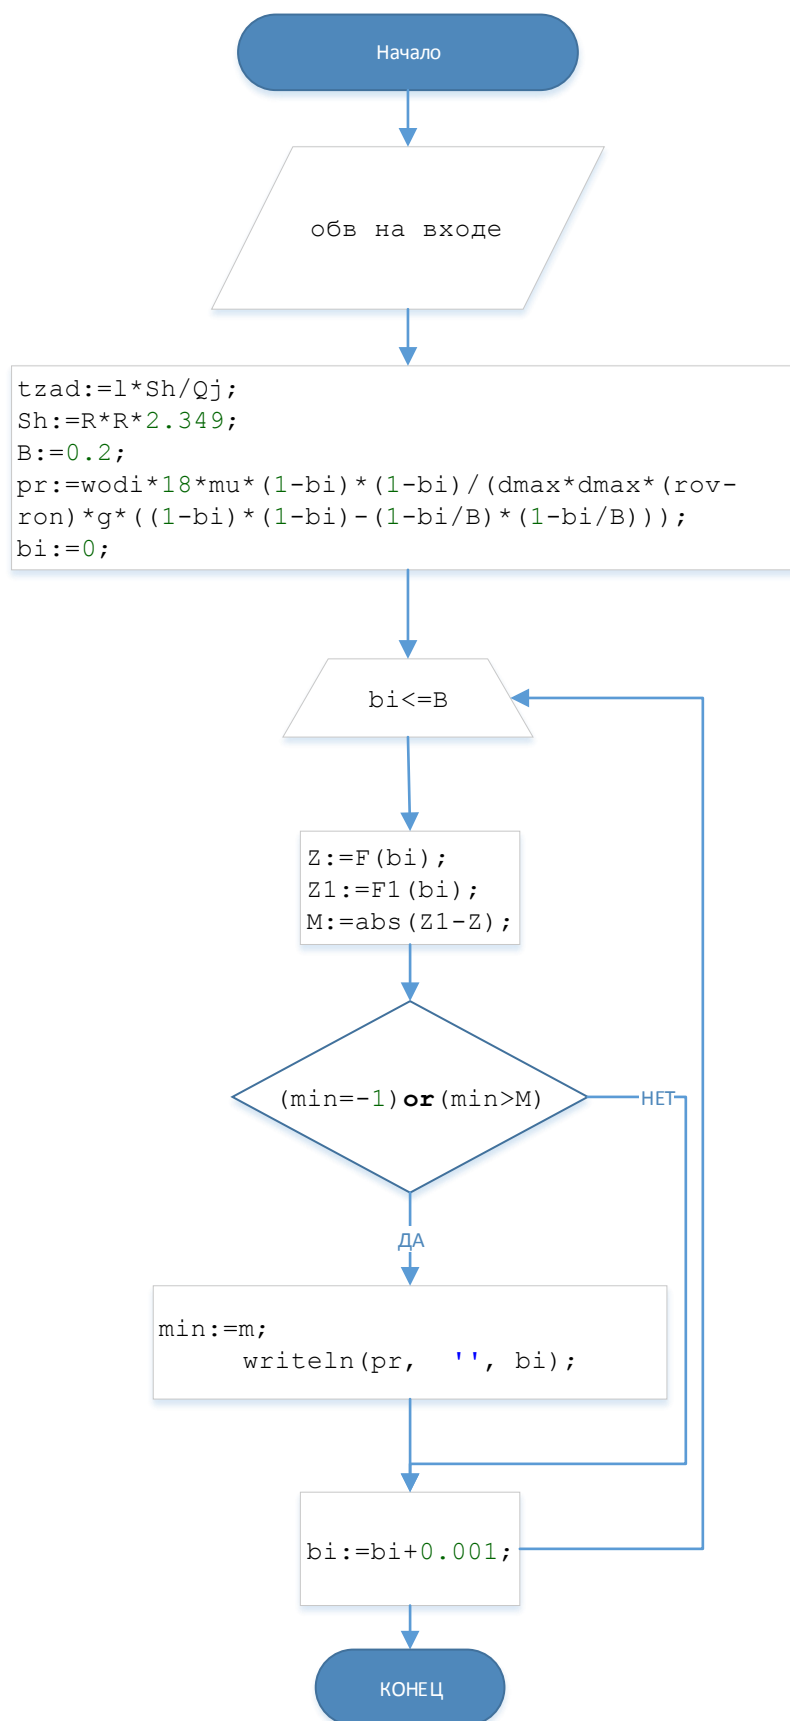 Начало
обв на входе
tzad:=l*Sh/Qj;
Sh:=R*R*2.349;
B:=0.2;
pr:=wodi*18*mu*(1-bi)*(1-bi)/(dmax*dmax*(rov-
ron)*g*((1-bi)*(1-bi)-(1-bi/B)*(1-bi/B)));
bi:=0;
bi<=B
Z:=F(bi);
Z1:=F1(bi);
M:=abs(Z1-Z);
(min=-1)or(min>M)
НЕТ
ДА
min:=m;
writeln(pr, '', bi);
bi:=bi+0.001;
КОНЕЦ